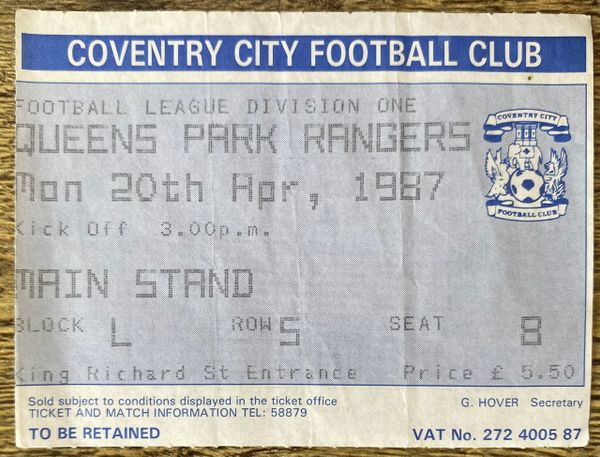 COVENTRY CITY FOOTBALL CLUB
FOOTBALL LEAGUE DIVISION ONE
QUEENS PARK RANGERS
Mon 20th Apr, 1987
Kick Off 3.00p.m.
COVENTRY CITY
FOOTBALL CLUB
MAIN STAND
BLOCK L ROW S SEAT 8
King Richard St Entrance Price £ 5.50
Sold subject to conditions displayed in the ticket office
TICKET AND MATCH INFORMATION TEL: 58879
G. HOVER Secretary
TO BE RETAINED VAT No. 272 4005 87